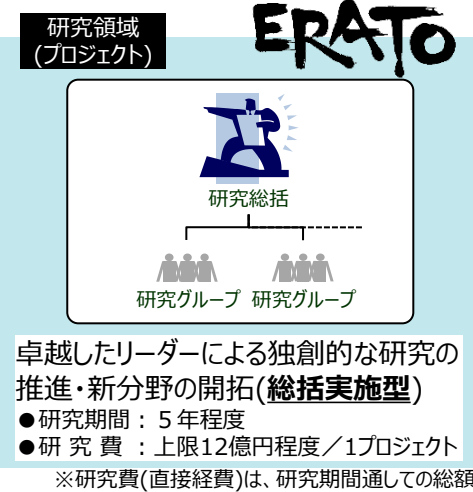 研究領域
(プロジェクト)
ERATO
研究総括
研究グループ 研究グループ
卓越したリーダーによる独創的な研究の
推進・新分野の開拓(総括実施型)
●研究期間：５年程度
●研 究 費 ：上限12億円程度／1プロジェクト
※研究費(直接経費)は、研究期間通しての総額